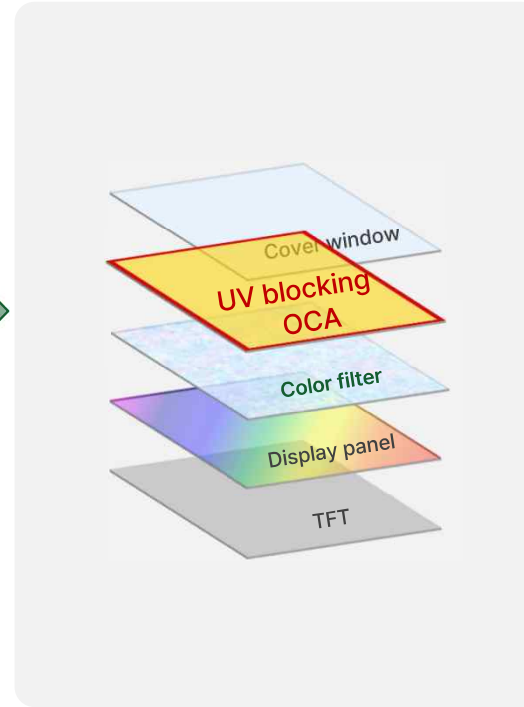 Cover window
UV blocking
OCA
Color filter
Display panel
TFT